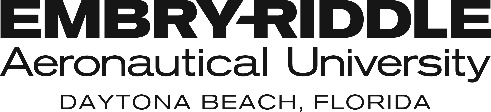 EMBRY-RIDDLE
Aeronautical University
DAYTONA BEACH, FLORIDA